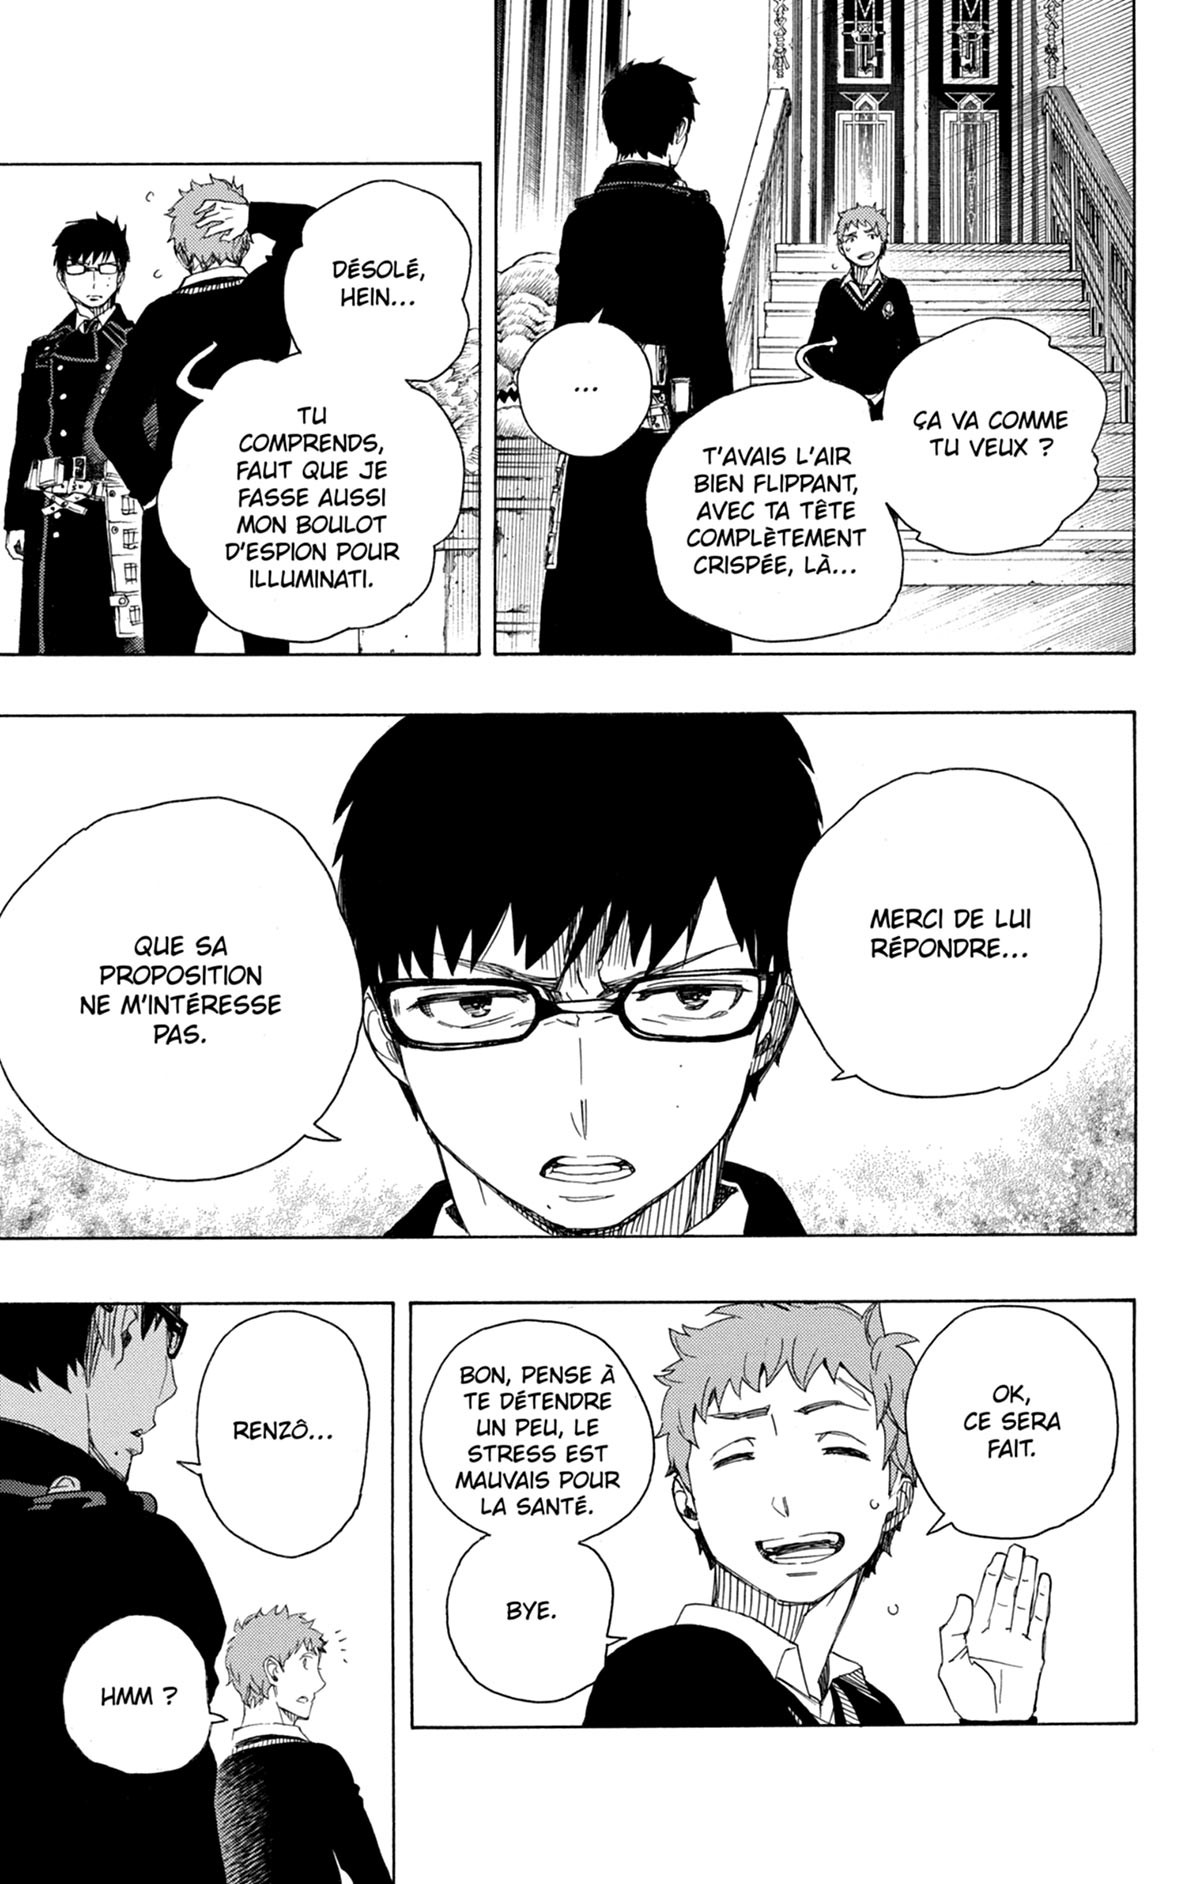 ÇA VA COMME
TU VEUX ?
T'AVAIS L'AIR
BIEN FLIPPANT,
AVEC TA TÊTE
COMPLÈTEMENT
CRISPÉE, LÀ...
...
DÉSOLÉ,
HEIN...
TU
COMPRENDS,
FAUT QUE JE
FASSE AUSSI
MON BOULOT
D'ESPION POUR
ILLUMINATI.
MERCI DE LUI
RÉPONDRE...
QUE SA
PROPOSITION
NE M'INTÉRESSE
PAS.
OK,
CE SERA
FAIT.
BON, PENSE À
TE DÉTENDRE
UN PEU, LE
STRESS EST
MAUVAIS POUR
LA SANTÉ.
BYE.
RENZÔ...
HMM ?